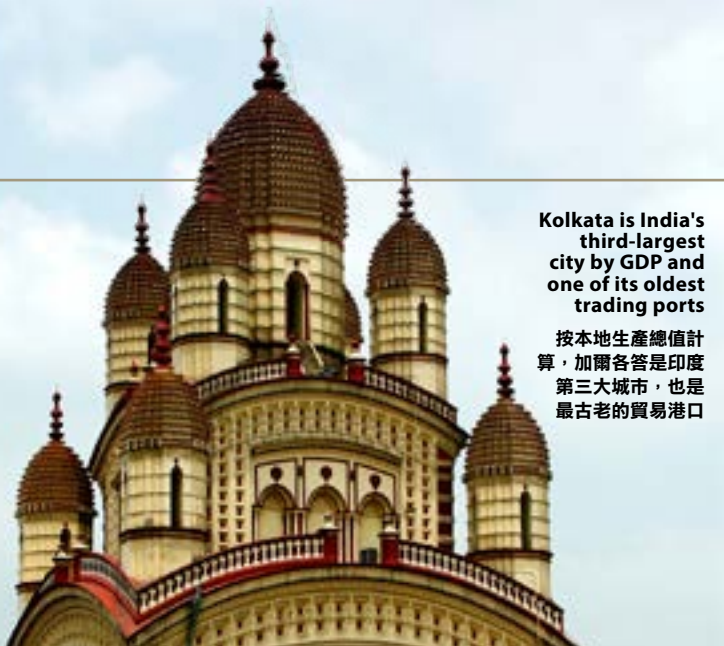 Kolkata is India's
third-largest
city by GDP and
one of its oldest
trading ports
按本地生產總值計
算，加爾各答是印度
第三大城市，也是
最古老的貿易港口